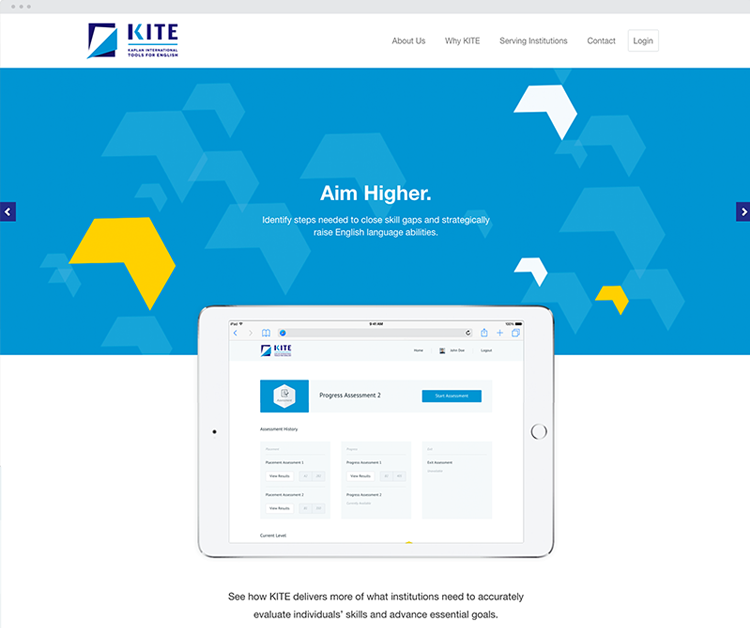 KITE
KAPLAN INTERNATIONAL
TOOLS FOR ENGLISH
About Us Why KITE Serving Institutions Contact Login
Aim Higher.
Identify steps needed to close skill gaps and strategically
raise English language abilities.
iPad 9:41 AM 100%
KITE
Home John Doe Logout
Progress Assessment 2 Start Assessment
Assessment History
Placement Progress Exit
Placement Assessment 1 Progress Assessment 1 Exit Assessment
View Results View Results
Placement Assessment 2 Progress Assessment 2
View Results Currently Available
Current Level
See how KITE delivers more of what institutions need to accurately
evaluate individuals’ skills and advance essential goals.